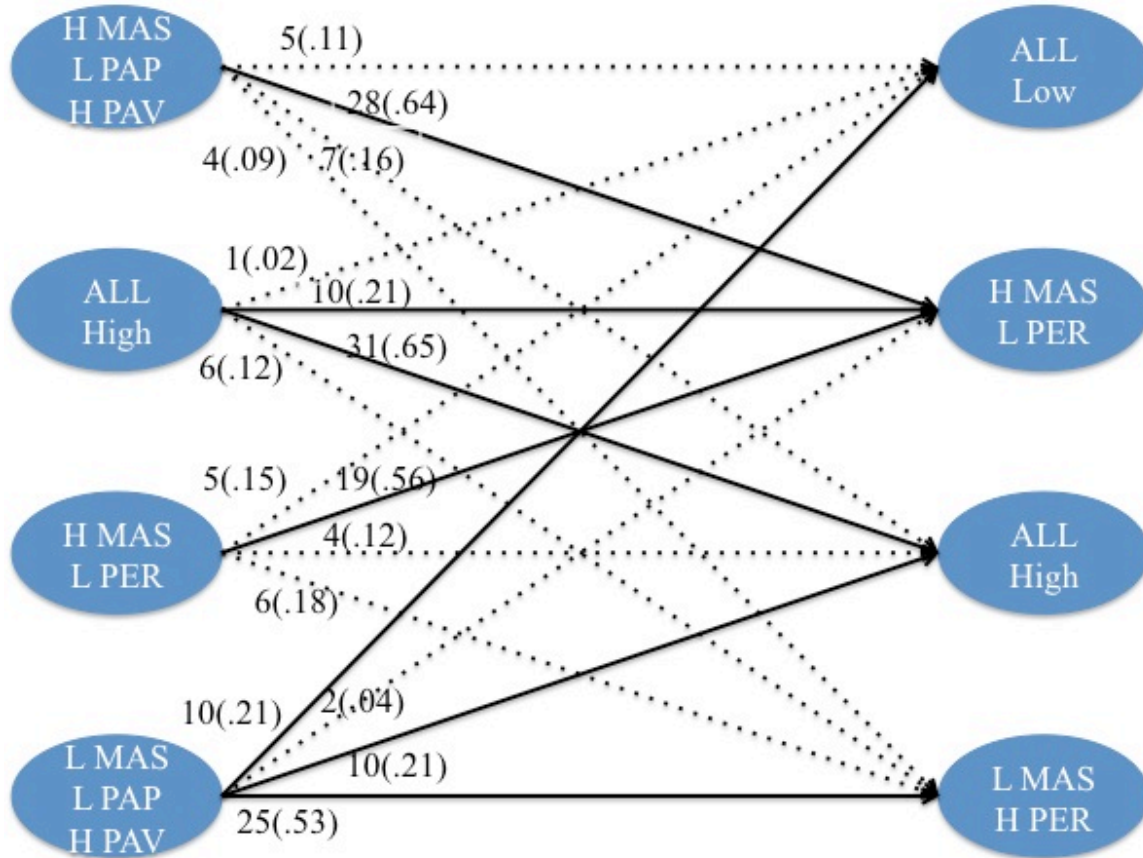 H MAS
L PAP
H PAV
5(.11)
28(.64)
4(.09)
7(.16)
ALL
Low
ALL
High
1(.02)
10(.21)
31(.65)
6(.12)
H MAS
L PER
H MAS
L PER
5(.15)
19(.56)
4(.12)
6(.18)
ALL
High
L MAS
L PAP
H PAV
10(.21)
2(.04)
10(.21)
25(.53)
L MAS
H PER